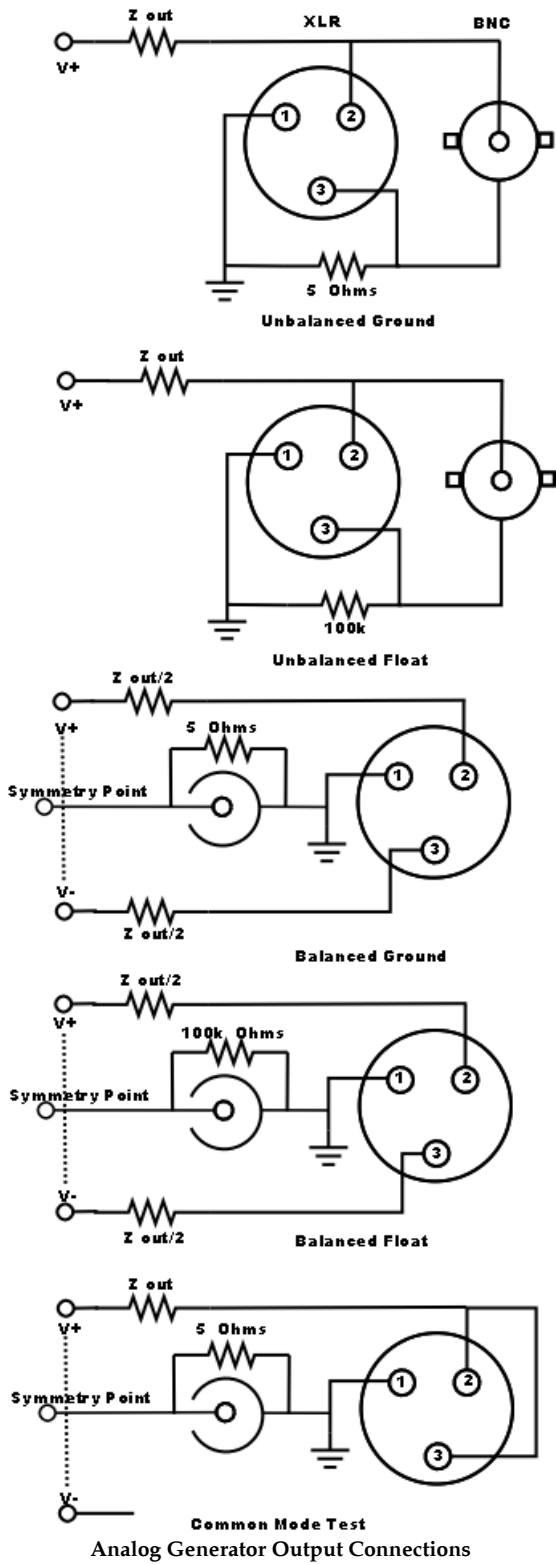 Z out
XLR
BNC
V+
1
2
3
5 Ohms
Unbalanced Ground
Z out
V+
1
2
3
100k
Unbalanced Float
Z out/2
V+
5 Ohms
1
2
Symmetry Point
3
V-
Z out/2
Balanced Ground
Z out/2
V+
100k Ohms
1
2
Symmetry Point
3
V-
Z out/2
Balanced Float
Z out
V+
5 Ohms
1
2
Symmetry Point
3
V-
Common Mode Test
Analog Generator Output Connections